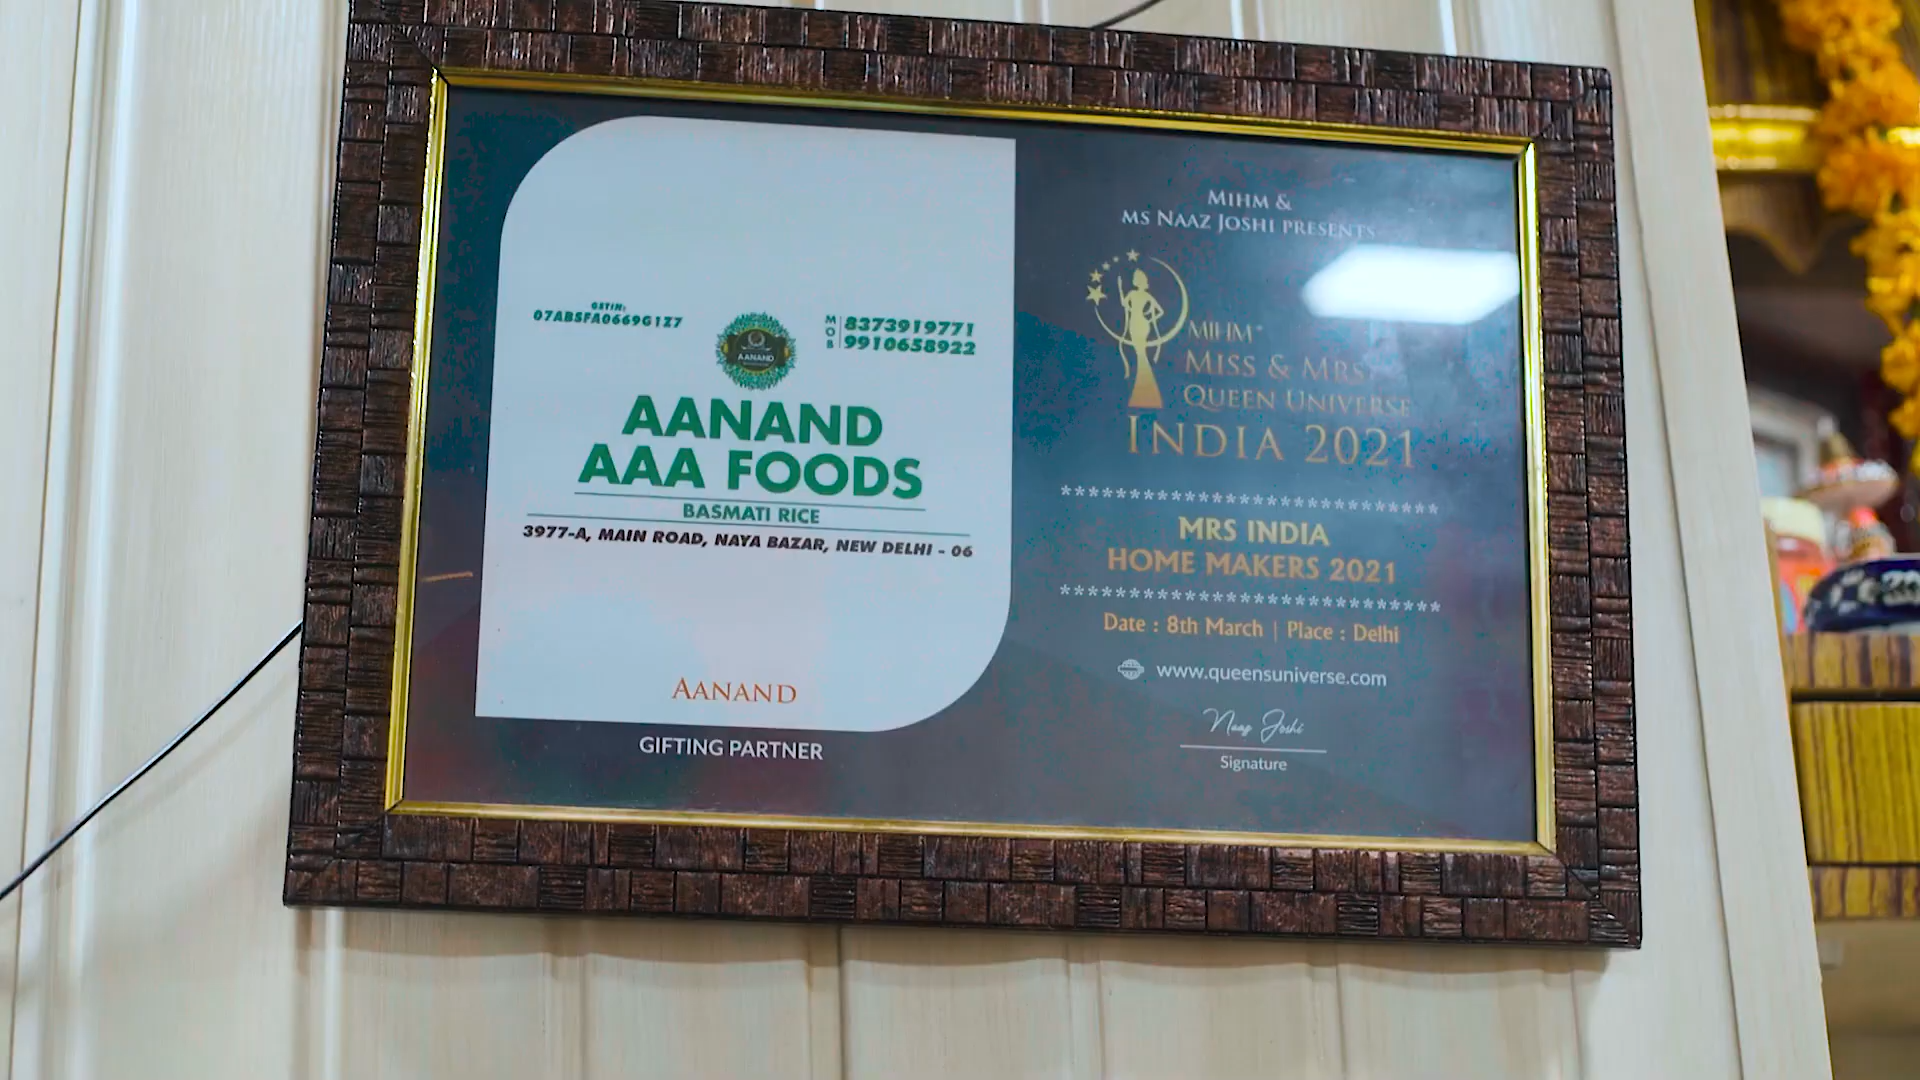 GSTIN:
07ABSFA0669G1Z7
MOB
8373919771
9910658922
AANAND
AANAND
AAA FOODS
BASMATI RICE
3977-A, MAIN ROAD, NAYA BAZAR, NEW DELHI - 06
AANAND
GIFTING PARTNER
MIHM &
MS NAAZ JOSHI PRESENTS
MIHM
MISS & MRS.
QUEEN UNIVERSE
INDIA 2021
MRS INDIA
HOME MAKERS 2021
Date : 8th March | Place : Delhi
www.queensuniverse.com
Naaz Joshi
Signature